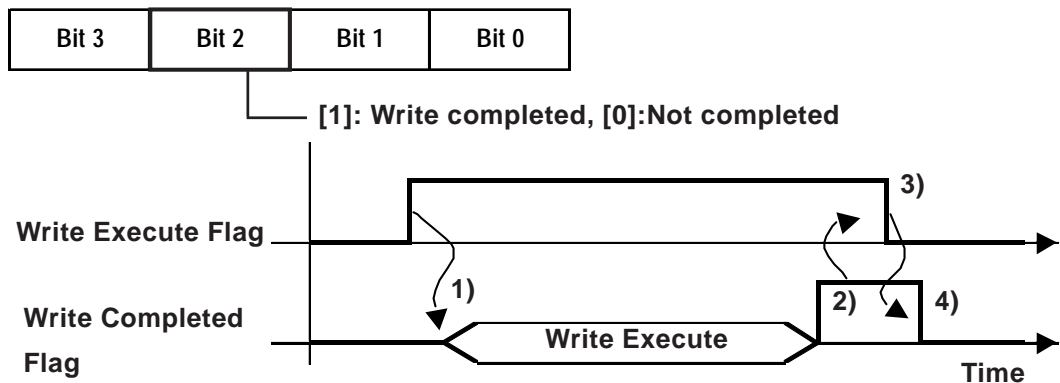 Bit 3 Bit 2 Bit 1 Bit 0
[1]: Write completed, [0]:Not completed
3)
Write Execute Flag
1)
2)
4)
Write Completed
Flag
Write Execute
Time